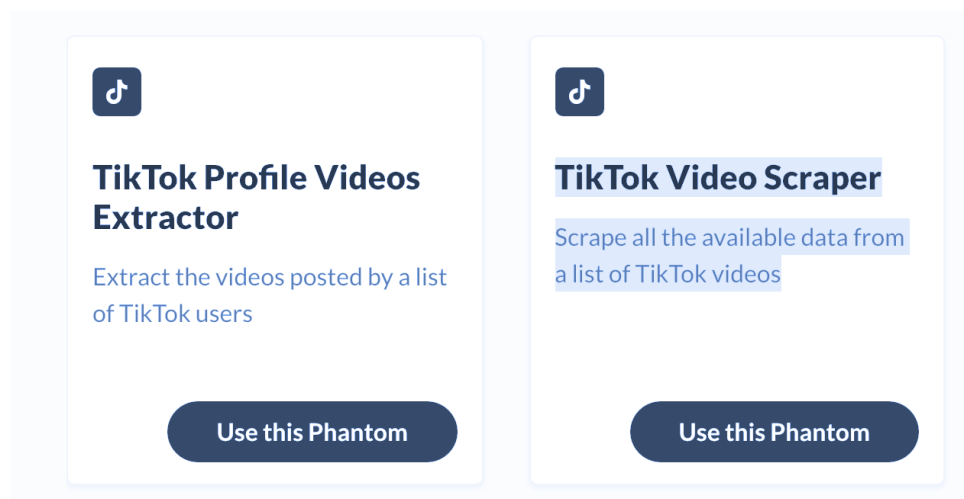 TikTok Profile Videos
Extractor
Extract the videos posted by a list
of TikTok users
Use this Phantom
TikTok Video Scraper
Scrape all the available data from
a list of TikTok videos
Use this Phantom